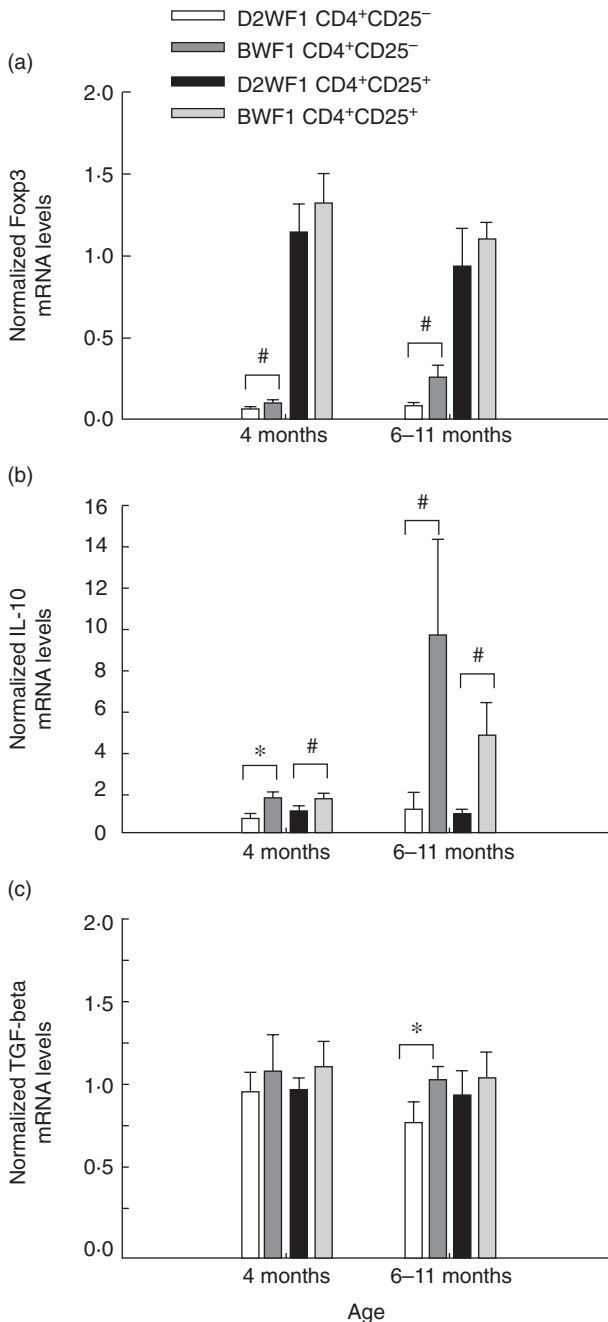 D2WF1 CD4⁺CD25⁻
BWF1 CD4⁺CD25⁻
D2WF1 CD4⁺CD25⁺
BWF1 CD4⁺CD25⁺
(a)
Normalized Foxp3
mRNA levels
2·0
1·5
1·0
0·5
0·0
#
#
4 months
6–11 months
(b)
Normalized IL-10
mRNA levels
16
14
12
10
8
6
4
2
0
*
#
#
#
4 months
6–11 months
(c)
Normalized TGF-beta
mRNA levels
2·0
1·5
1·0
0·5
0·0
*
4 months
6–11 months
Age